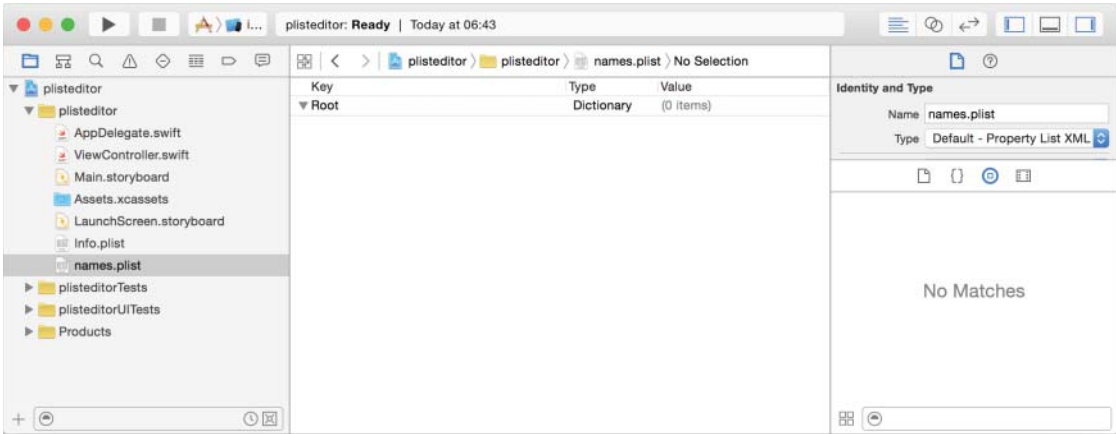 i... plisteditor: Ready | Today at 06:43
plisteditor plisteditor names.plist No Selection
plisteditor
plisteditor
AppDelegate.swift
ViewController.swift
Main.storyboard
Assets.xcassets
LaunchScreen.storyboard
Info.plist
names.plist
plisteditorTests
plisteditorUITests
Products
Key Type Value
Root Dictionary (0 items)
Identity and Type
Name names.plist
Type Default - Property List XML
No Matches